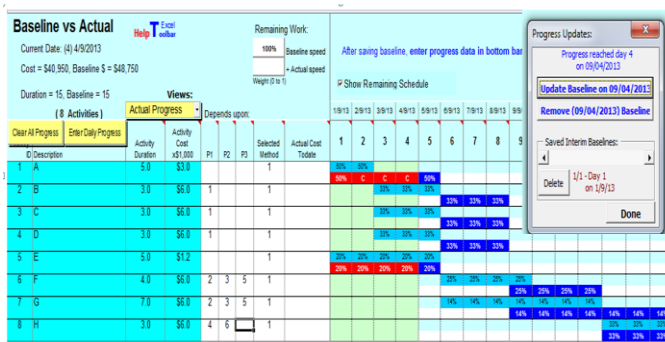 Baseline vs Actual
Help Excel Toolbar
Remaining Work:
Current Date: (4) 4/9/2013
100% Baseline speed
After saving baseline, enter progress data in bottom bar
Cost = $40,950, Baseline $ = $48,750
+ Actual speed
Weight (0 to 1)
Show Remaining Schedule
Duration = 15, Baseline = 15
Views:
( 8 Activities )
Actual Progress
Depends upon:
1/9/13 2/9/13 3/9/13 4/9/13 5/9/13 6/9/13 7/9/13 8/9/13
Clear All Progress Enter Daily Progress
ID Description Activity Duration Activity Cost x$1,000 P1 P2 P3 Selected Method Actual Cost Todate 1 2 3 4 5 6 7 8 9
1 A 5.0 $3.0 1 50% 50%
50% C C C 50%
2 B 3.0 $6.0 1 1 33% 33% 33%
33% 33% 33%
3 C 3.0 $6.0 1 1 33% 33% 33%
33% 33% 33%
4 D 3.0 $6.0 1 1 33% 33% 33%
33% 33% 33%
5 E 5.0 $1.2 1 20% 20% 20% 20% 20%
20% 20% 20% 20% 20%
6 F 4.0 $6.0 2 3 5 1 25% 25% 25% 25%
25% 25% 25% 25%
7 G 7.0 $6.0 2 3 5 1 14% 14% 14% 14% 14% 14% 14%
14% 14% 14% 14% 14% 14% 14%
8 H 3.0 $6.0 4 6 1 33% 33% 33%
33% 33% 33%
Progress Updates:
Progress reached day 4
on 09/04/2013
Update Baseline on 09/04/2013
Remove (09/04/2013) Baseline
Saved Interim Baselines:
Delete
1/1 - Day 1
on 1/9/13
Done